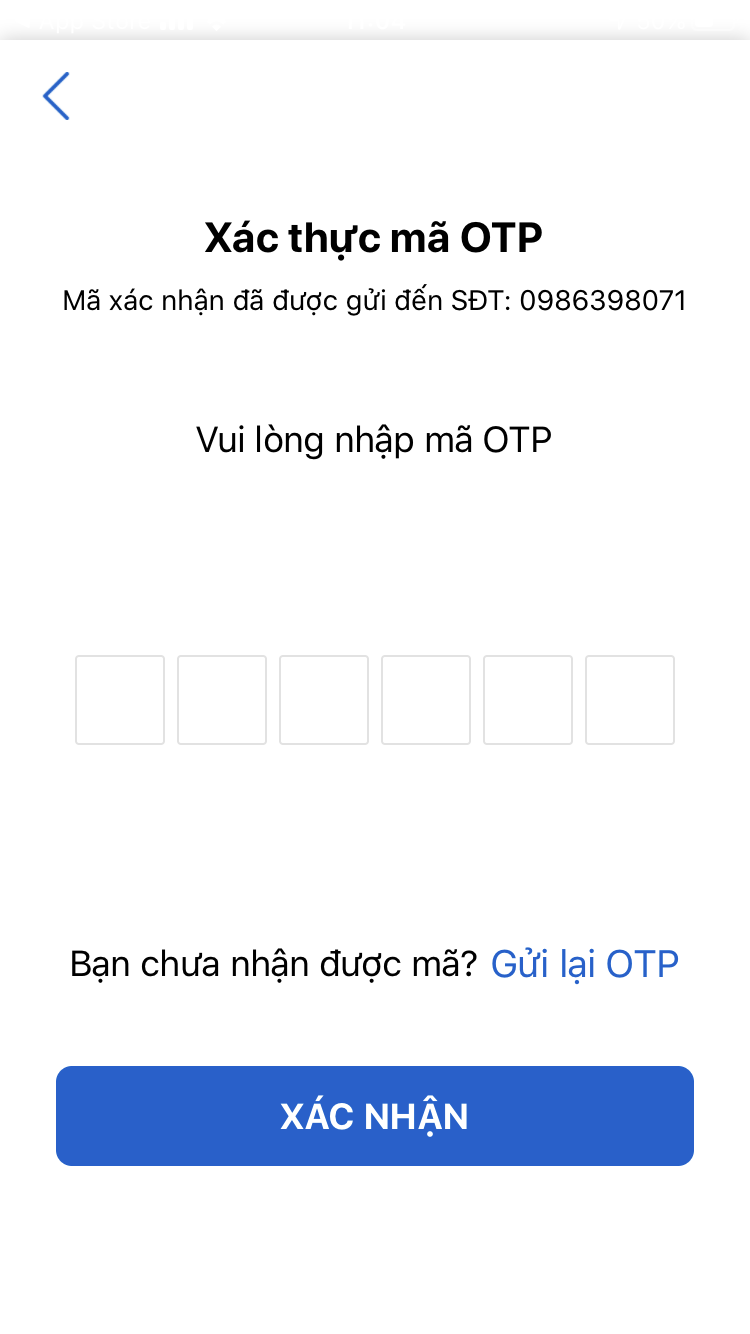 Xác thực mã OTP
Mã xác nhận đã được gửi đến SĐT: 0986398071
Vui lòng nhập mã OTP
Bạn chưa nhận được mã? Gửi lại OTP
XÁC NHẬN